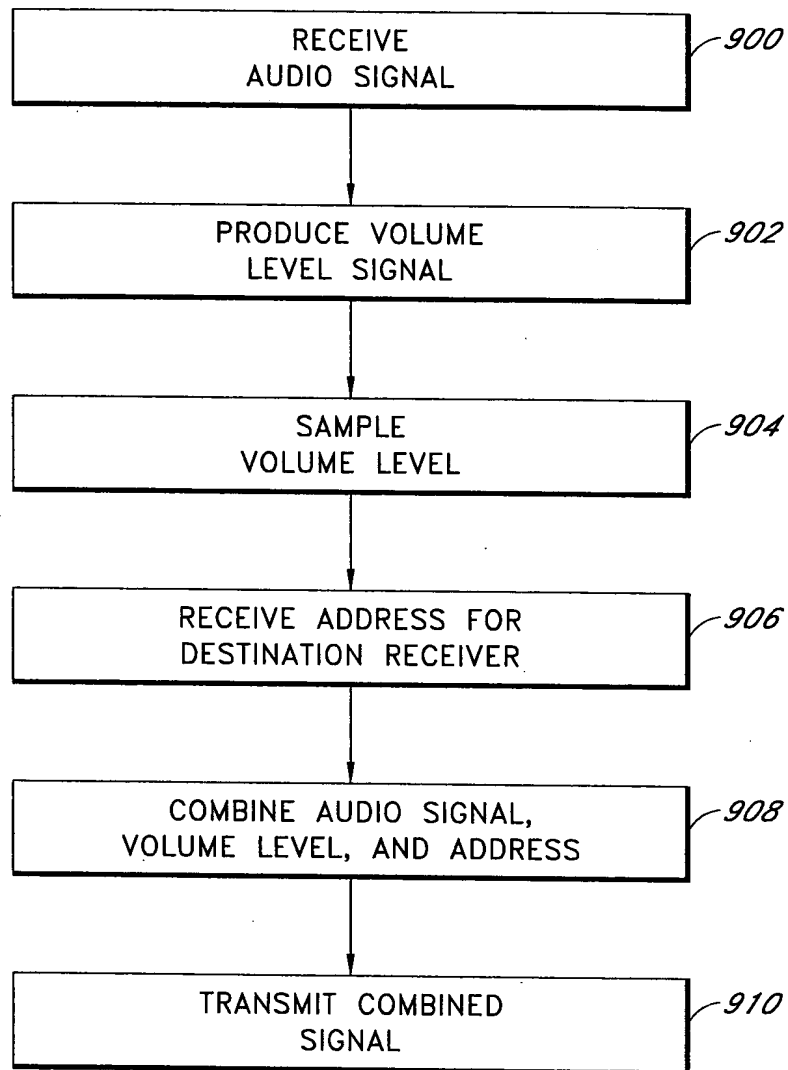 RECEIVE
AUDIO SIGNAL
900
PRODUCE VOLUME
LEVEL SIGNAL
902
SAMPLE
VOLUME LEVEL
904
RECEIVE ADDRESS FOR
DESTINATION RECEIVER
906
COMBINE AUDIO SIGNAL,
VOLUME LEVEL, AND ADDRESS
908
TRANSMIT COMBINED
SIGNAL
910